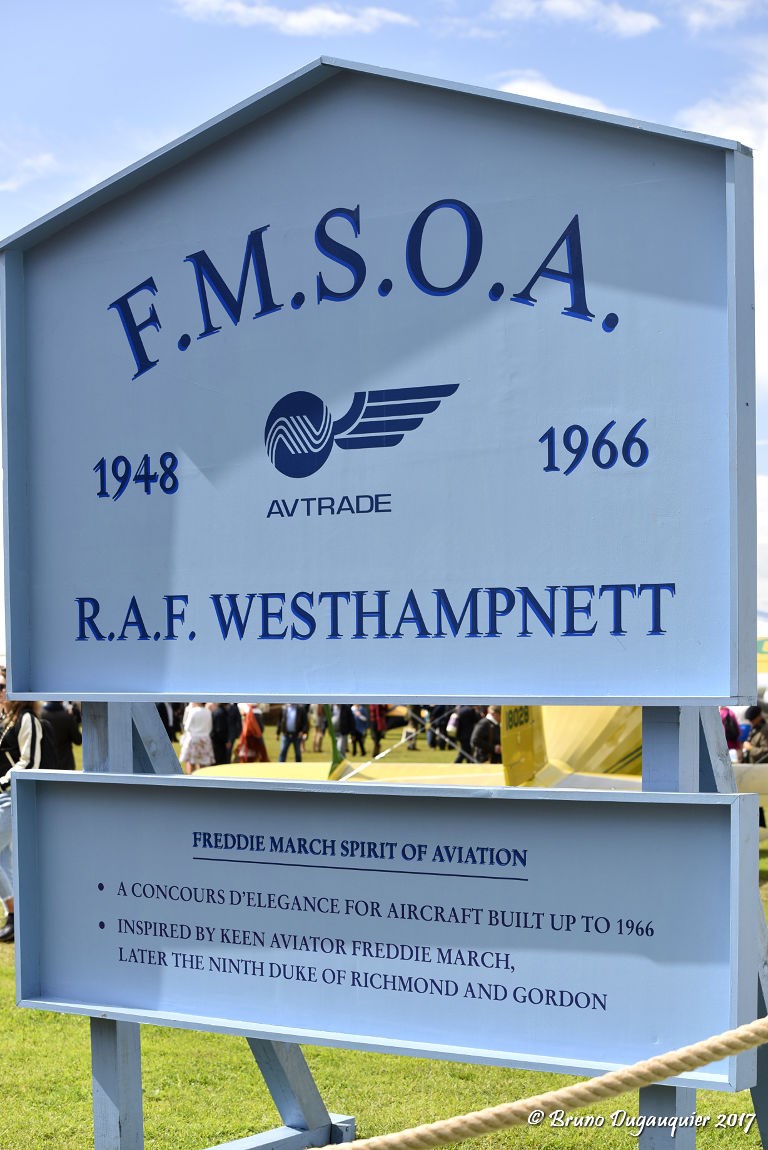 F.M.S.O.A.
1948
1966
AVTRADE
R.A.F. WESTHAMPNETT
FREDDIE MARCH SPIRIT OF AVIATION
• A CONCOURS D'ELEGANCE FOR AIRCRAFT BUILT UP TO 1966
• INSPIRED BY KEEN AVIATOR FREDDIE MARCH,
LATER THE NINTH DUKE OF RICHMOND AND GORDON
© Bruno Dugauquier 2017